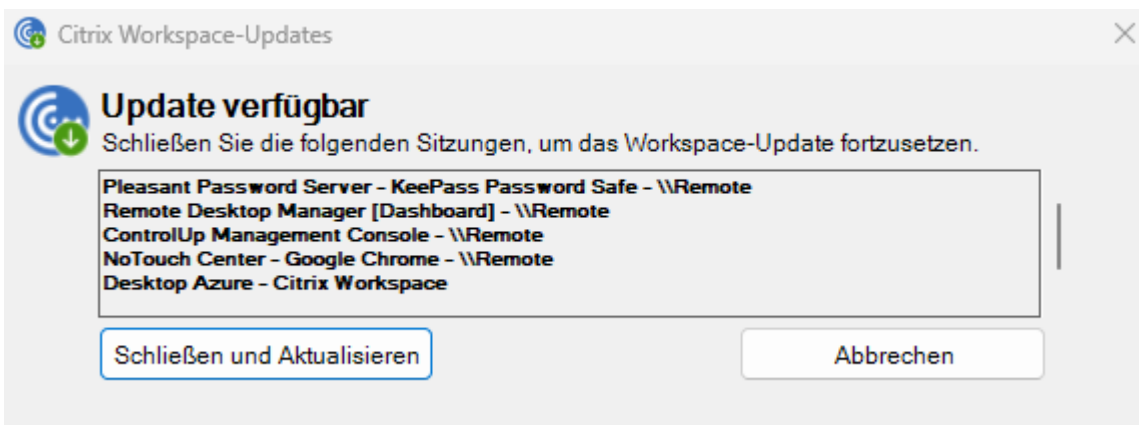 Citrix Workspace-Updates
Update verfügbar
Schließen Sie die folgenden Sitzungen, um das Workspace-Update fortzusetzen.
Pleasant Password Server - KeePass Password Safe - \\Remote
Remote Desktop Manager [Dashboard] - \\Remote
ControlUp Management Console - \\Remote
NoTouch Center - Google Chrome - \\Remote
Desktop Azure - Citrix Workspace
Schließen und Aktualisieren
Abbrechen